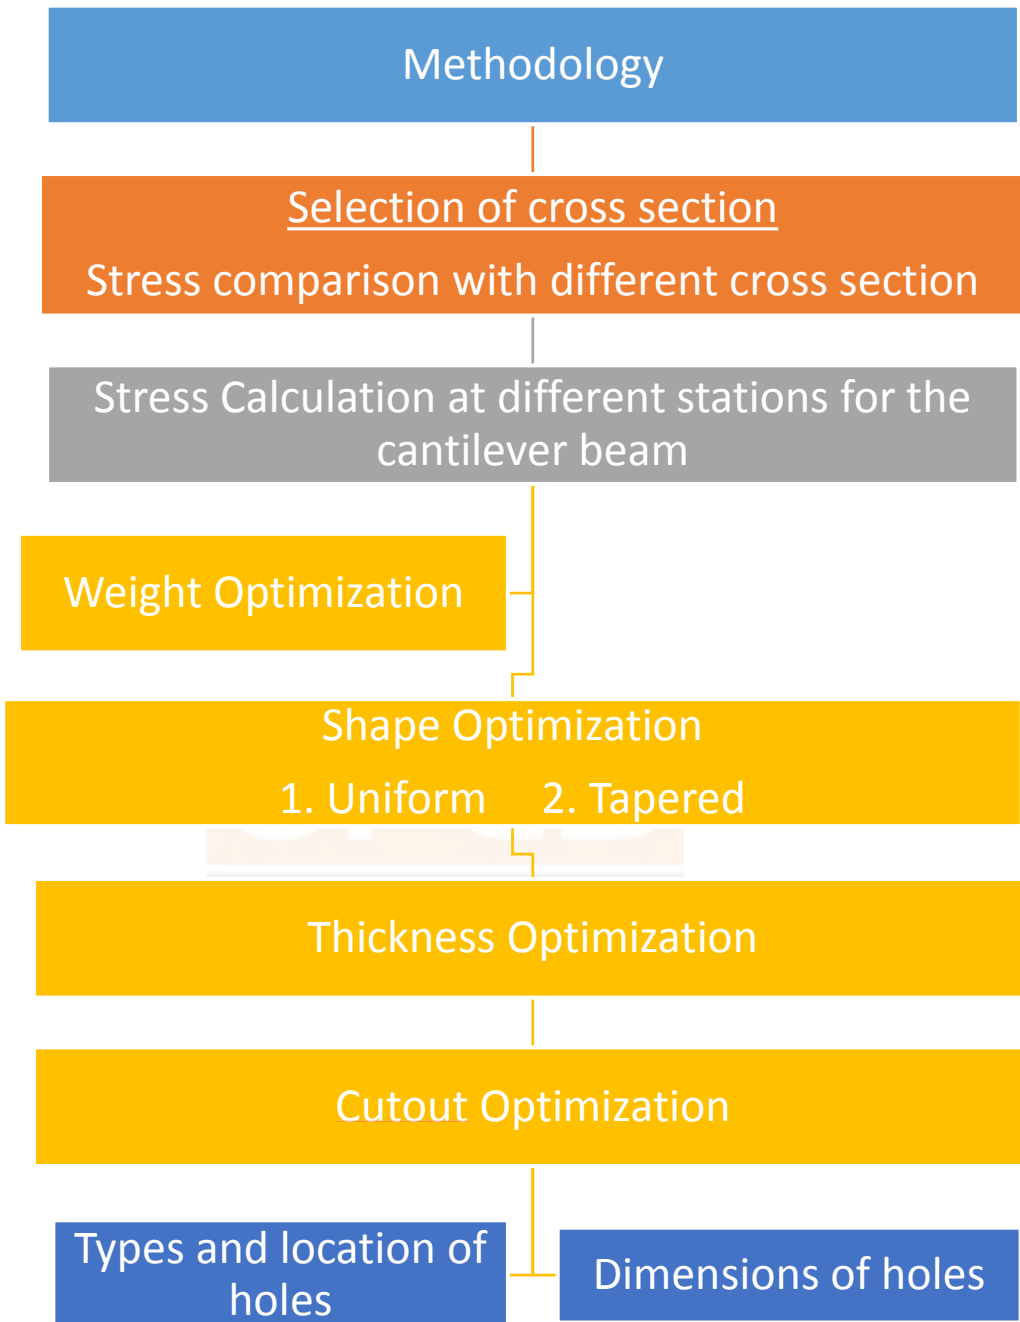 Methodology
Selection of cross section
Stress comparison with different cross section
Stress Calculation at different stations for the
cantilever beam
Weight Optimization
Shape Optimization
1. Uniform 2. Tapered
Thickness Optimization
Cutout Optimization
Types and location of
holes
Dimensions of holes